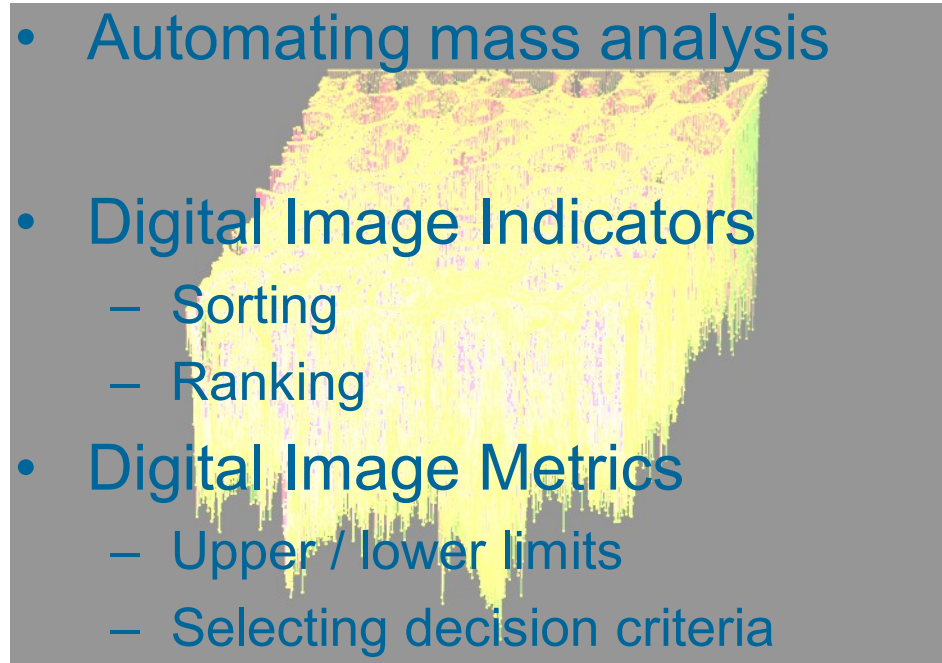 • Automating mass analysis
• Digital Image Indicators
– Sorting
– Ranking
• Digital Image Metrics
– Upper / lower limits
– Selecting decision criteria